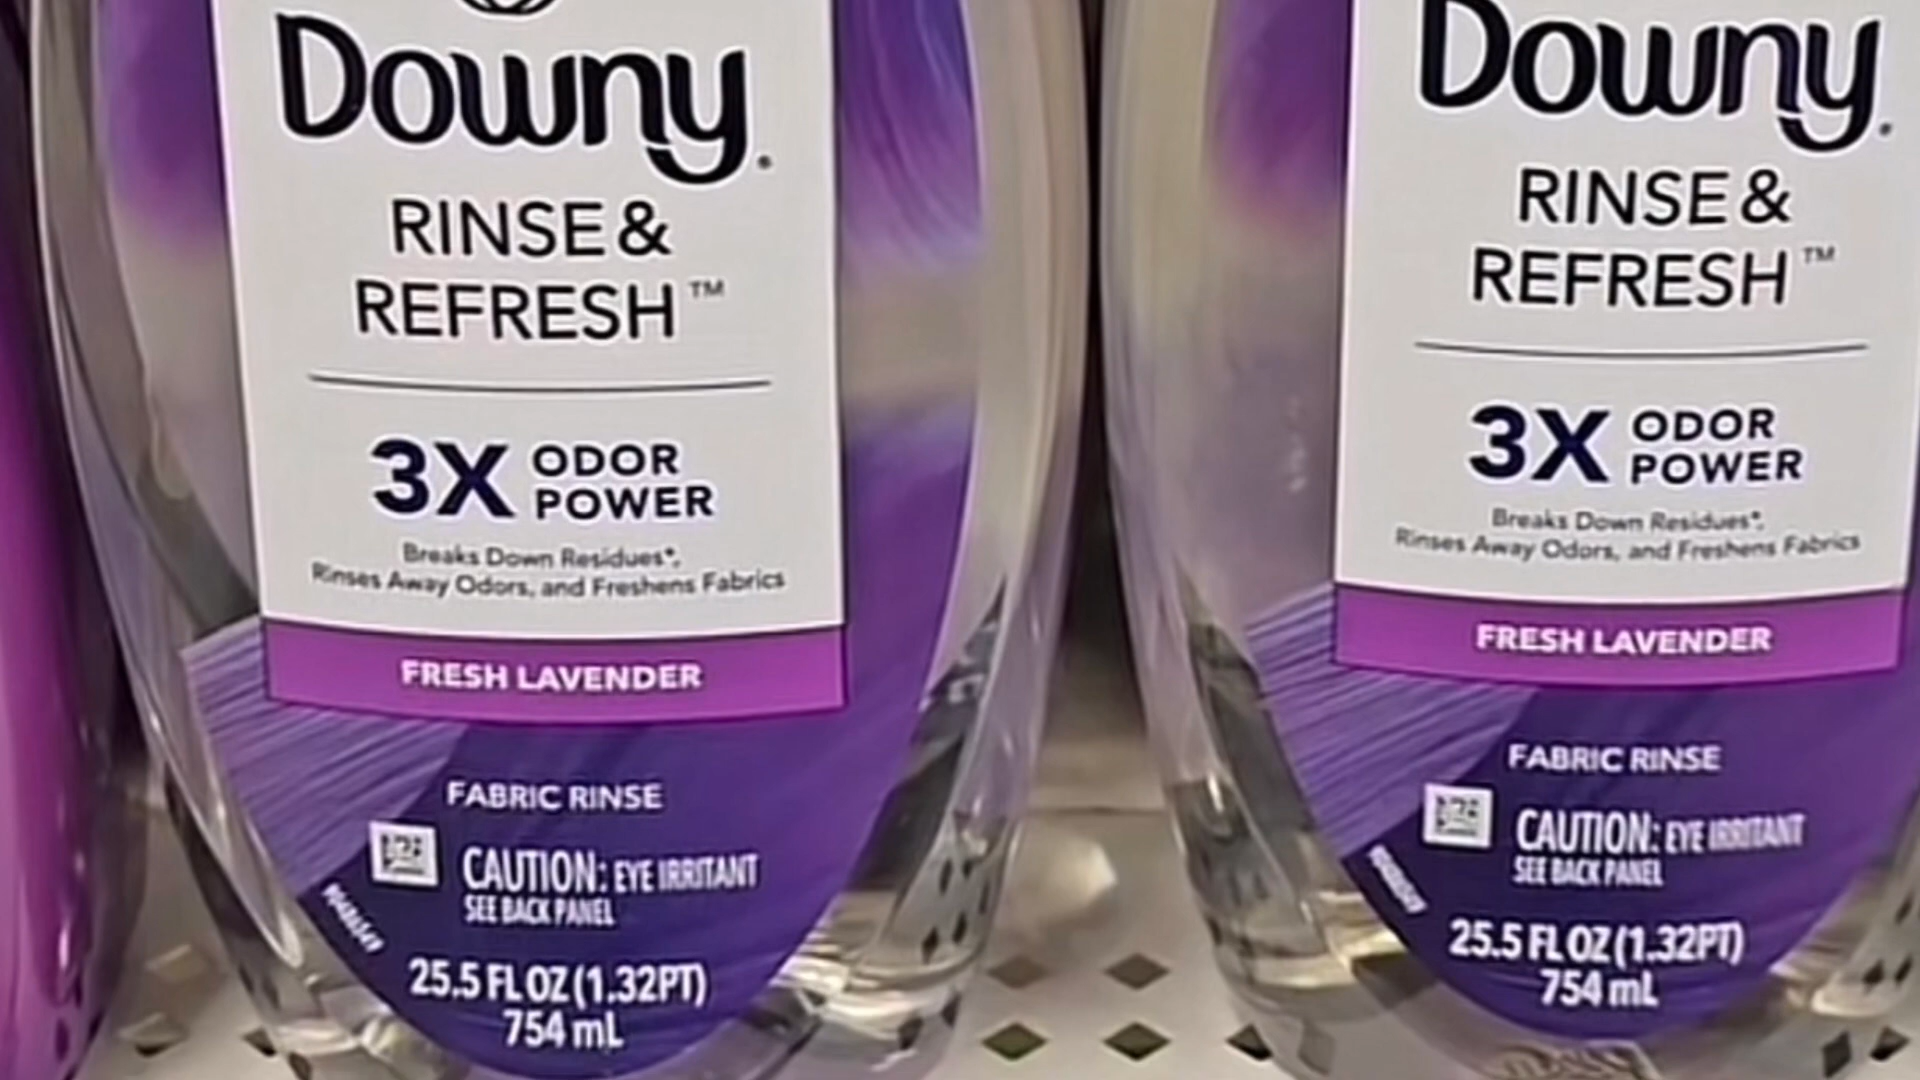 Downy
RINSE &
REFRESH™
3X ODOR
POWER
Breaks Down Residues*,
Rinses Away Odors, and Freshens Fabrics
FRESH LAVENDER
FABRIC RINSE
CAUTION: EYE IRRITANT
SEE BACK PANEL
25.5 FL OZ (1.32PT)
754 mL
Downy
RINSE &
REFRESH™
3X ODOR
POWER
Breaks Down Residues*,
Rinses Away Odors, and Freshens Fabrics
FRESH LAVENDER
FABRIC RINSE
CAUTION: EYE IRRITANT
SEE BACK PANEL
25.5 FL OZ (1.32PT)
754 mL